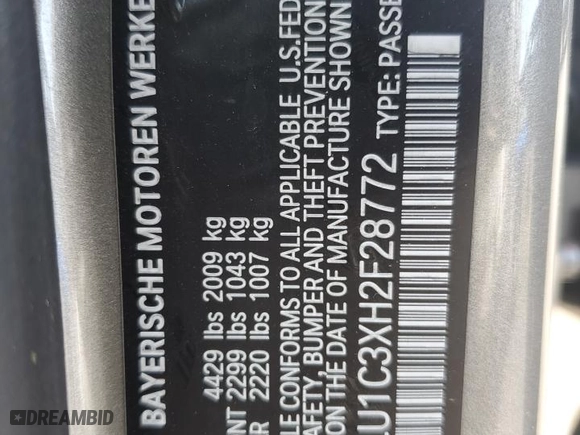 BAYERISCHE MOTOREN WERKE
4429 lbs 2009 kg
NT 2299 lbs 1043 kg
R 2220 lbs 1007 kg
LE CONFORMS TO ALL APPLICABLE U.S. FED
AFETY, BUMPER AND THEFT PREVENTION
ON THE DATE OF MANUFACTURE SHOWN
U1C3XH2F28772 TYPE: PASSE
DREAMBID